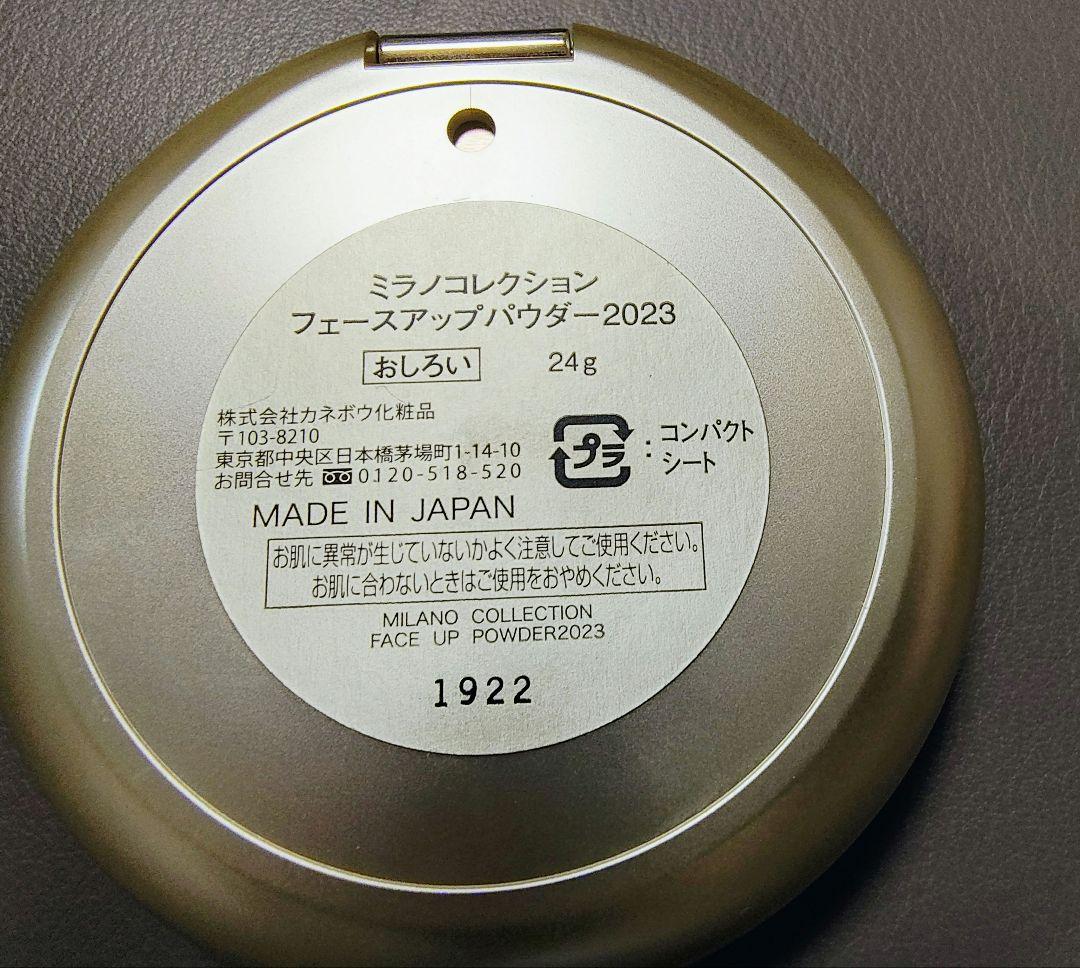 ミラノコレクション
フェースアップパウダー2023
おしろい 24g
株式会社カネボウ化粧品
〒103-8210
東京都中央区日本橋茅場町1-14-10
お問合せ先 0120-518-520
プラ : コンパクト
シート
MADE IN JAPAN
お肌に異常が生じていないかよく注意してご使用ください。
お肌に合わないときはご使用をおやめください。
MILANO COLLECTION
FACE UP POWDER2023
1922